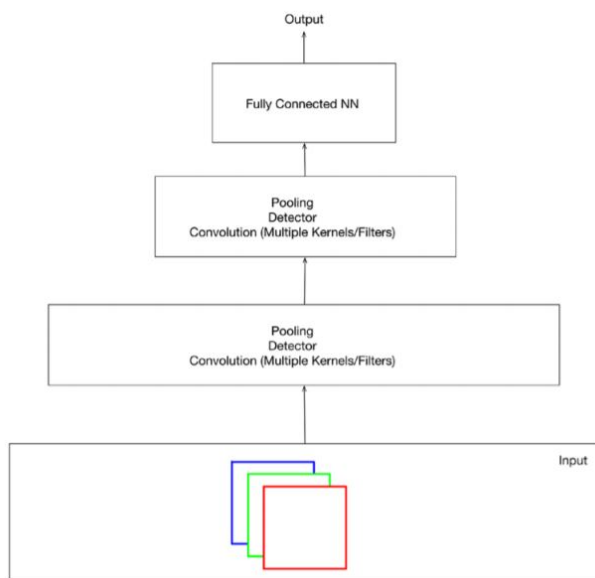 Output
Fully Connected NN
Pooling
Detector
Convolution (Multiple Kernels/Filters)
Pooling
Detector
Convolution (Multiple Kernels/Filters)
Input